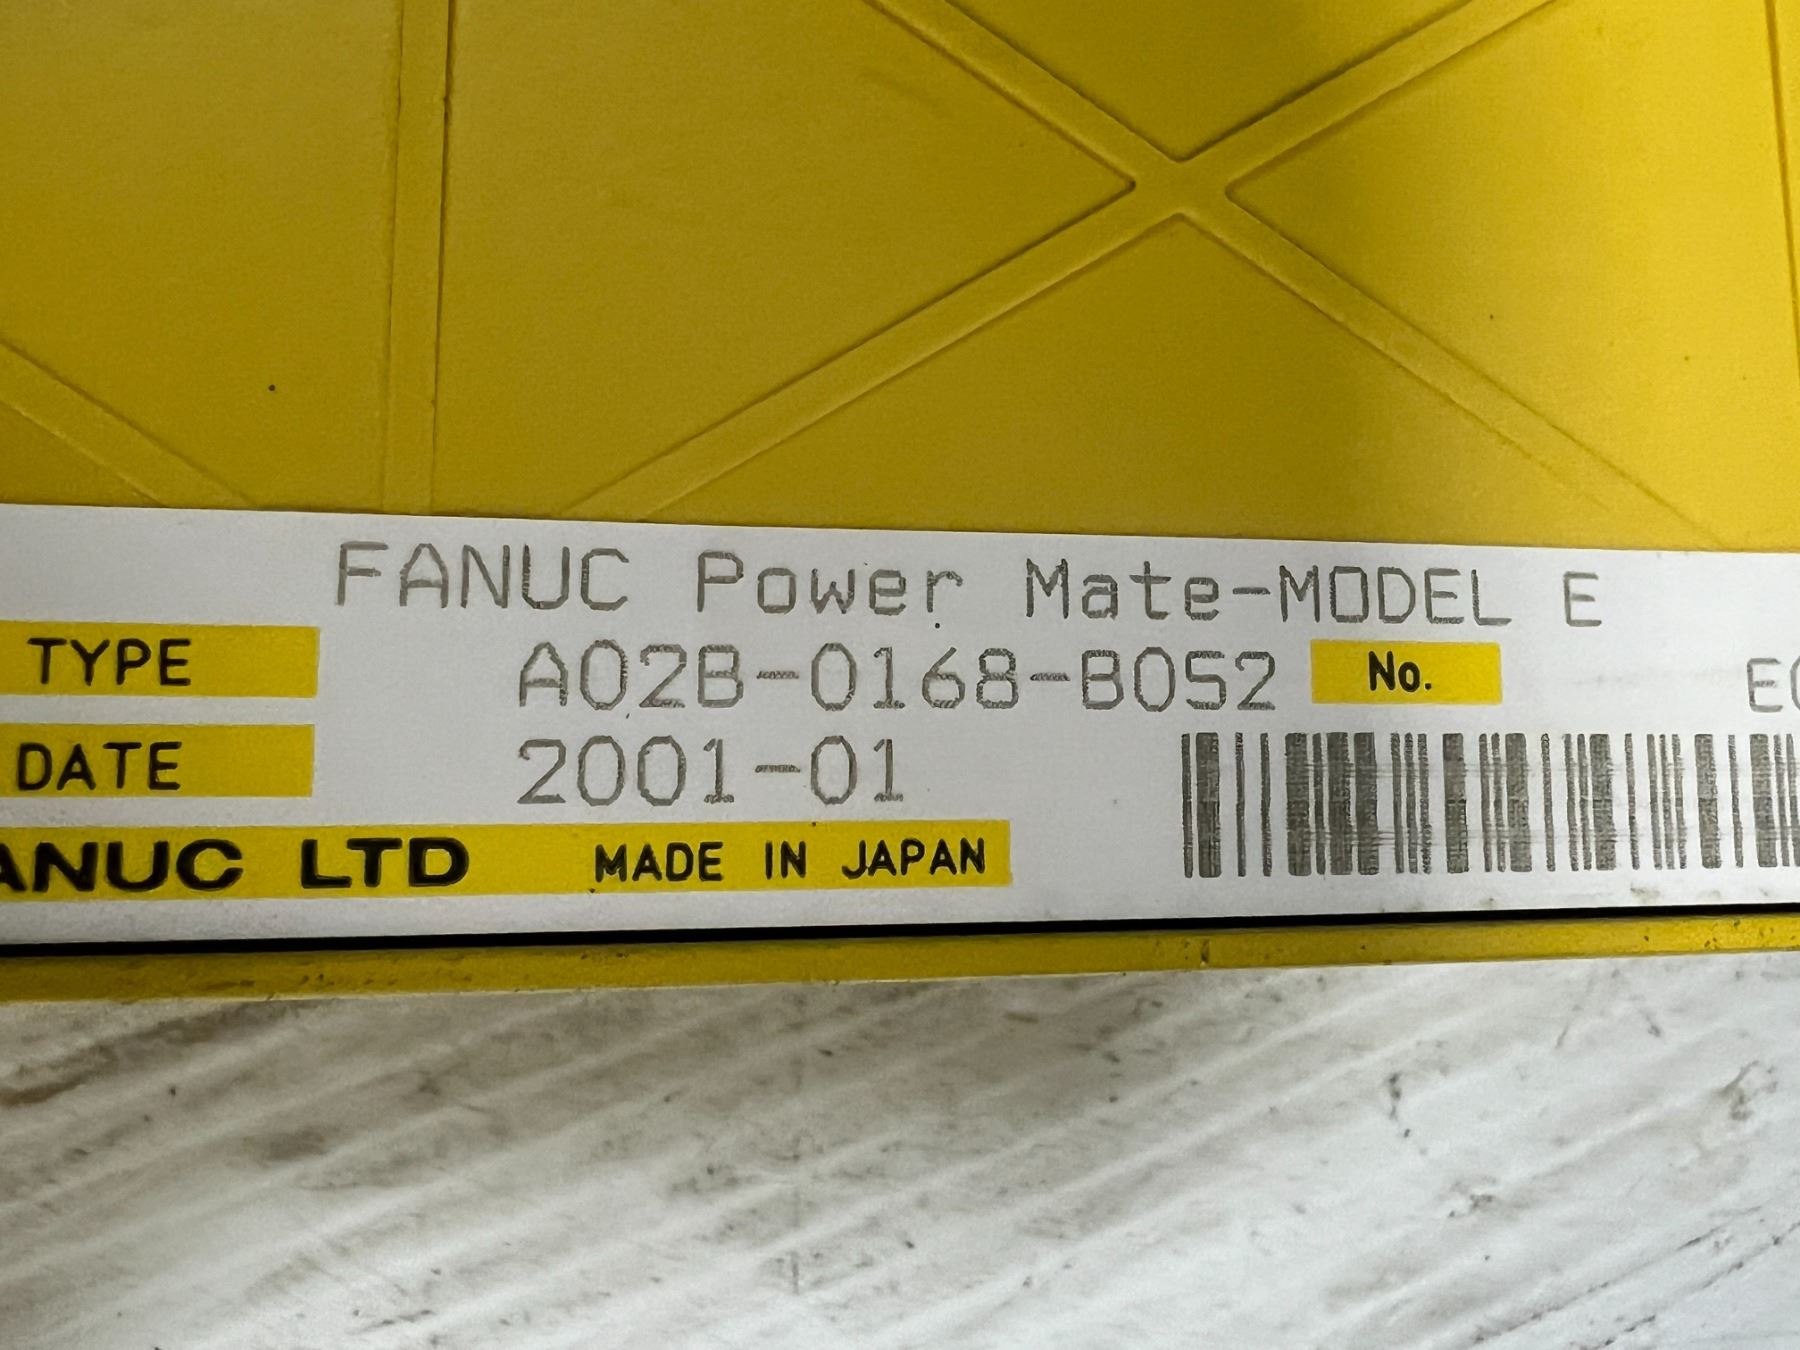 FANUC Power Mate-MODEL E
TYPE A02B-0168-B052 No.
DATE 2001-01
ANUC LTD MADE IN JAPAN